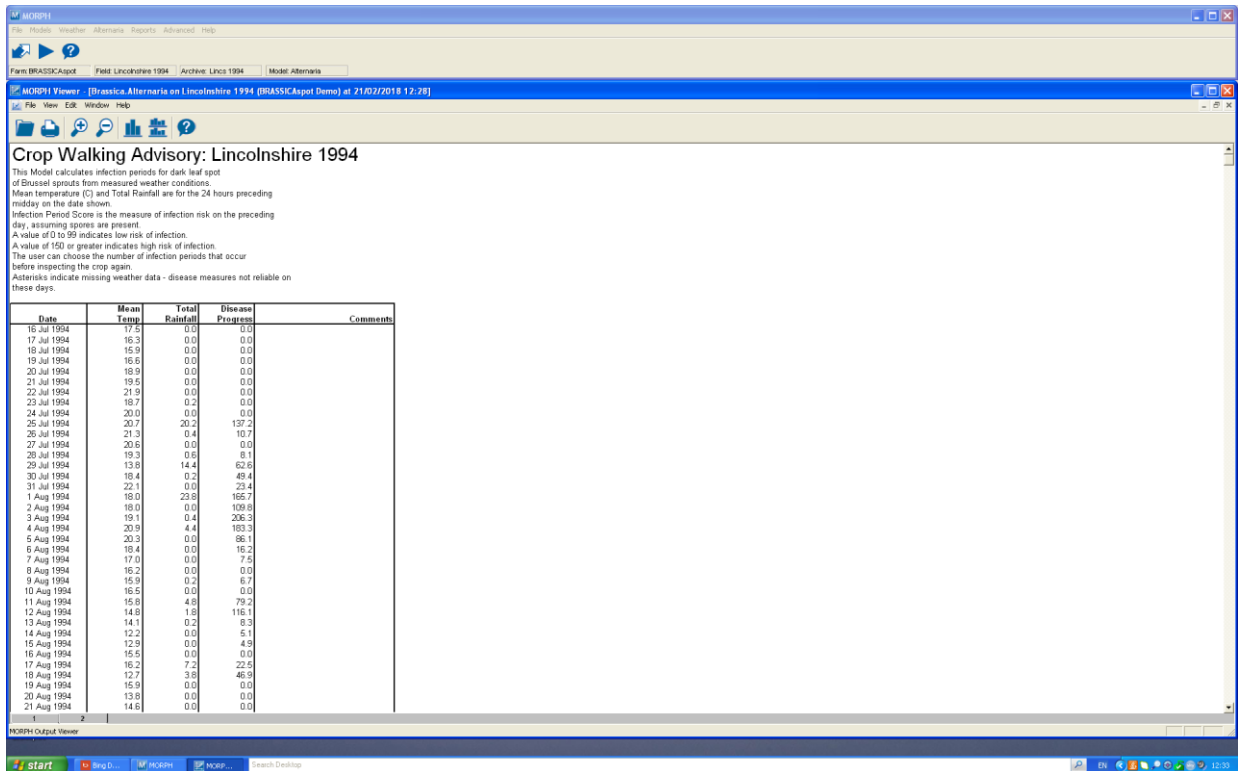 MORPH
File Models Weather Alternaria Reports Advanced Help
Farm: BRASSICAspot Field: Lincolnshire 1994 Archive: Lincs 1994 Model: Alternaria
MORPH Viewer - [Brassica.Alternaria on Lincolnshire 1994 (BRASSICAspot Demo) at 21/02/2018 12:28]
File View Edit Window Help
Crop Walking Advisory: Lincolnshire 1994
This Model calculates infection periods for dark leaf spot
of Brussel sprouts from measured weather conditions.
Mean temperature (C) and Total Rainfall are for the 24 hours preceding
midday on the date shown.
Infection Period Score is the measure of infection risk on the preceding
day, assuming spores are present.
A value of 0 to 99 indicates low risk of infection.
A value of 150 or greater indicates high risk of infection.
The user can choose the number of infection periods that occur
before inspecting the crop again.
Asterisks indicate missing weather data - disease measures not reliable on
these days.
Mean Total Disease
Date Temp Rainfall Progress Comments
16 Jul 1994 17.5 0.0 0.0
17 Jul 1994 16.3 0.0 0.0
18 Jul 1994 15.9 0.0 0.0
19 Jul 1994 16.6 0.0 0.0
20 Jul 1994 18.9 0.0 0.0
21 Jul 1994 19.5 0.0 0.0
22 Jul 1994 21.9 0.0 0.0
23 Jul 1994 18.7 0.2 0.0
24 Jul 1994 20.0 0.0 0.0
25 Jul 1994 20.7 20.2 137.2
26 Jul 1994 21.3 0.4 10.7
27 Jul 1994 20.6 0.0 0.0
28 Jul 1994 19.3 0.6 8.1
29 Jul 1994 13.8 14.4 62.6
30 Jul 1994 18.4 0.2 49.4
31 Jul 1994 22.1 0.0 23.4
1 Aug 1994 18.0 23.8 165.7
2 Aug 1994 18.0 0.0 109.8
3 Aug 1994 19.1 0.4 206.3
4 Aug 1994 20.9 4.4 183.3
5 Aug 1994 20.3 0.0 86.1
6 Aug 1994 18.4 0.0 16.2
7 Aug 1994 17.0 0.0 7.5
8 Aug 1994 16.2 0.0 0.0
9 Aug 1994 15.9 0.2 6.7
10 Aug 1994 16.5 0.0 0.0
11 Aug 1994 15.8 4.8 79.2
12 Aug 1994 14.8 1.8 116.1
13 Aug 1994 14.1 0.2 8.3
14 Aug 1994 12.2 0.0 5.1
15 Aug 1994 12.9 0.0 4.9
16 Aug 1994 15.5 0.0 0.0
17 Aug 1994 16.2 7.2 22.5
18 Aug 1994 12.7 3.8 46.9
19 Aug 1994 15.9 0.0 0.0
20 Aug 1994 13.8 0.0 0.0
21 Aug 1994 14.6 0.0 0.0
1 2
MORPH Output Viewer
start Bing D... MORPH MORP... Search Desktop EN 12:33